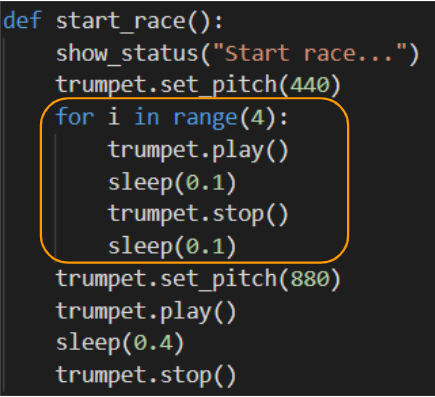 def start_race():
    show_status("Start race...")
    trumpet.set_pitch(440)
    for i in range(4):
        trumpet.play()
        sleep(0.1)
        trumpet.stop()
        sleep(0.1)
    trumpet.set_pitch(880)
    trumpet.play()
    sleep(0.4)
    trumpet.stop()